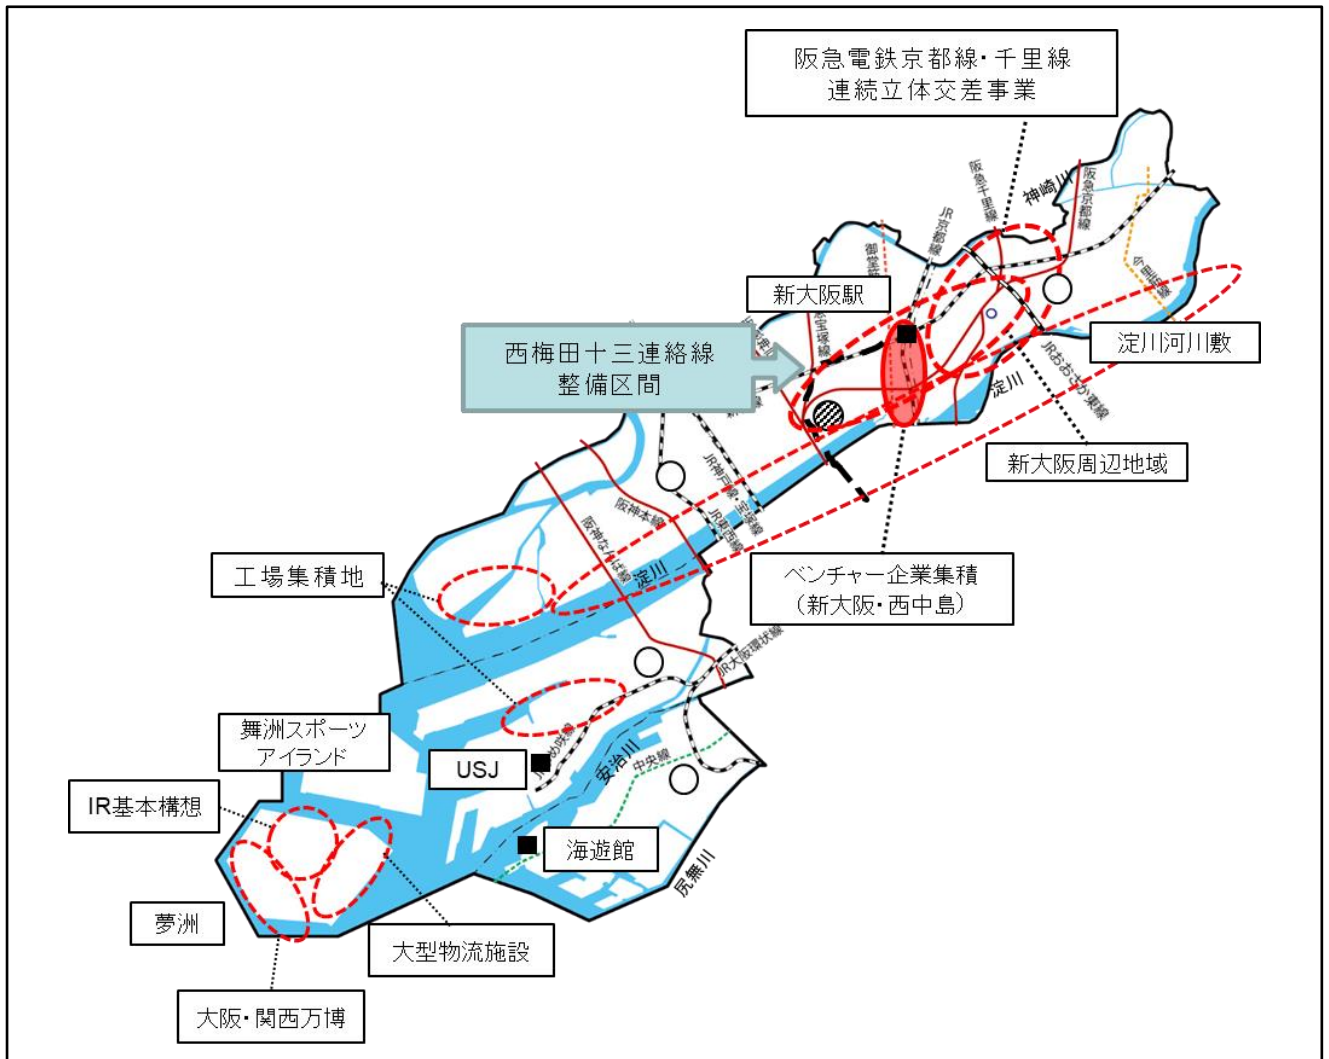 阪急電鉄京都線・千里線
連続立体交差事業
阪急千里線
神崎川
阪急京都線
JR京都線
新大阪駅
今里筋線
淀川河川敷
西梅田十三連絡線
整備区間
淀川
JRおおさか東線
新大阪周辺地域
JR神戸線・宝塚線
阪神本線
JR東西線
阪神なんば線
工場集積地
淀川
ベンチャー企業集積
(新大阪・西中島)
JR大阪環状線
舞洲スポーツ
アイランド
USJ
安治川
中央線
IR基本構想
海遊館
尻無川
夢洲
大型物流施設
大阪・関西万博